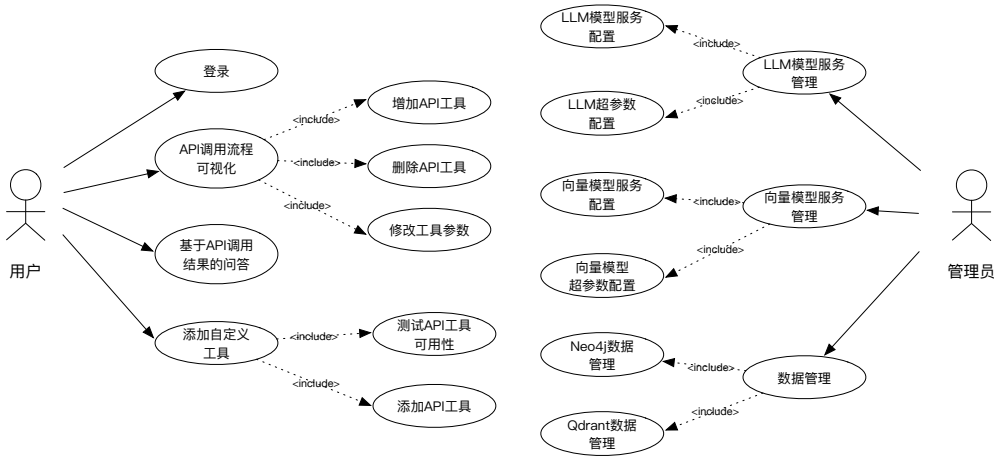 登录
API调用流程
可视化
<include>
增加API工具
<include>
删除API工具
<include>
修改工具参数
基于API调用
结果的问答
用户
添加自定义
工具
<include>
测试API工具
可用性
<include>
添加API工具
LLM模型服务
配置
<include>
LLM模型服务
管理
LLM超参数
配置
<include>
向量模型服务
配置
<include>
向量模型服务
管理
向量模型
超参数配置
<include>
管理员
Neo4j数据
管理
<include>
数据管理
Qdrant数据
管理
<include>